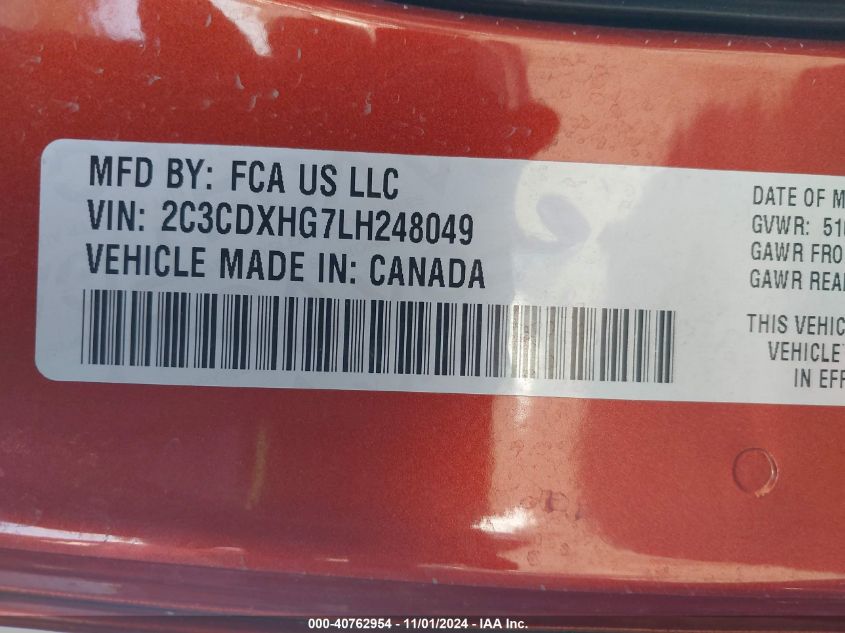 MFD BY: FCA US LLC
VIN: 2C3CDXHG7LH248049
VEHICLE MADE IN: CANADA
DATE OF M
GVWR: 51
GAWR FRO
GAWR REA
THIS VEHIC
VEHICLE
IN EFF
000-40762954 - 11/01/2024 - IAA Inc.